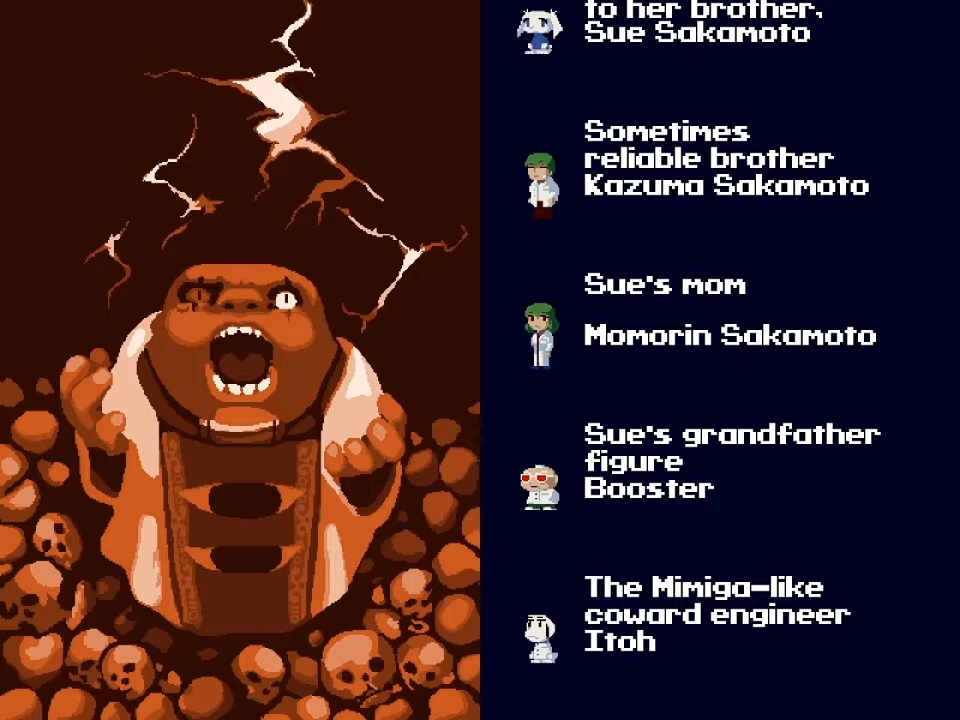 to her brother,
Sue Sakamoto
Sometimes
reliable brother
Kazuma Sakamoto
Sue's mom
Momorin Sakamoto
Sue's grandfather
figure
Booster
The Mimiga-like
coward engineer
Itoh